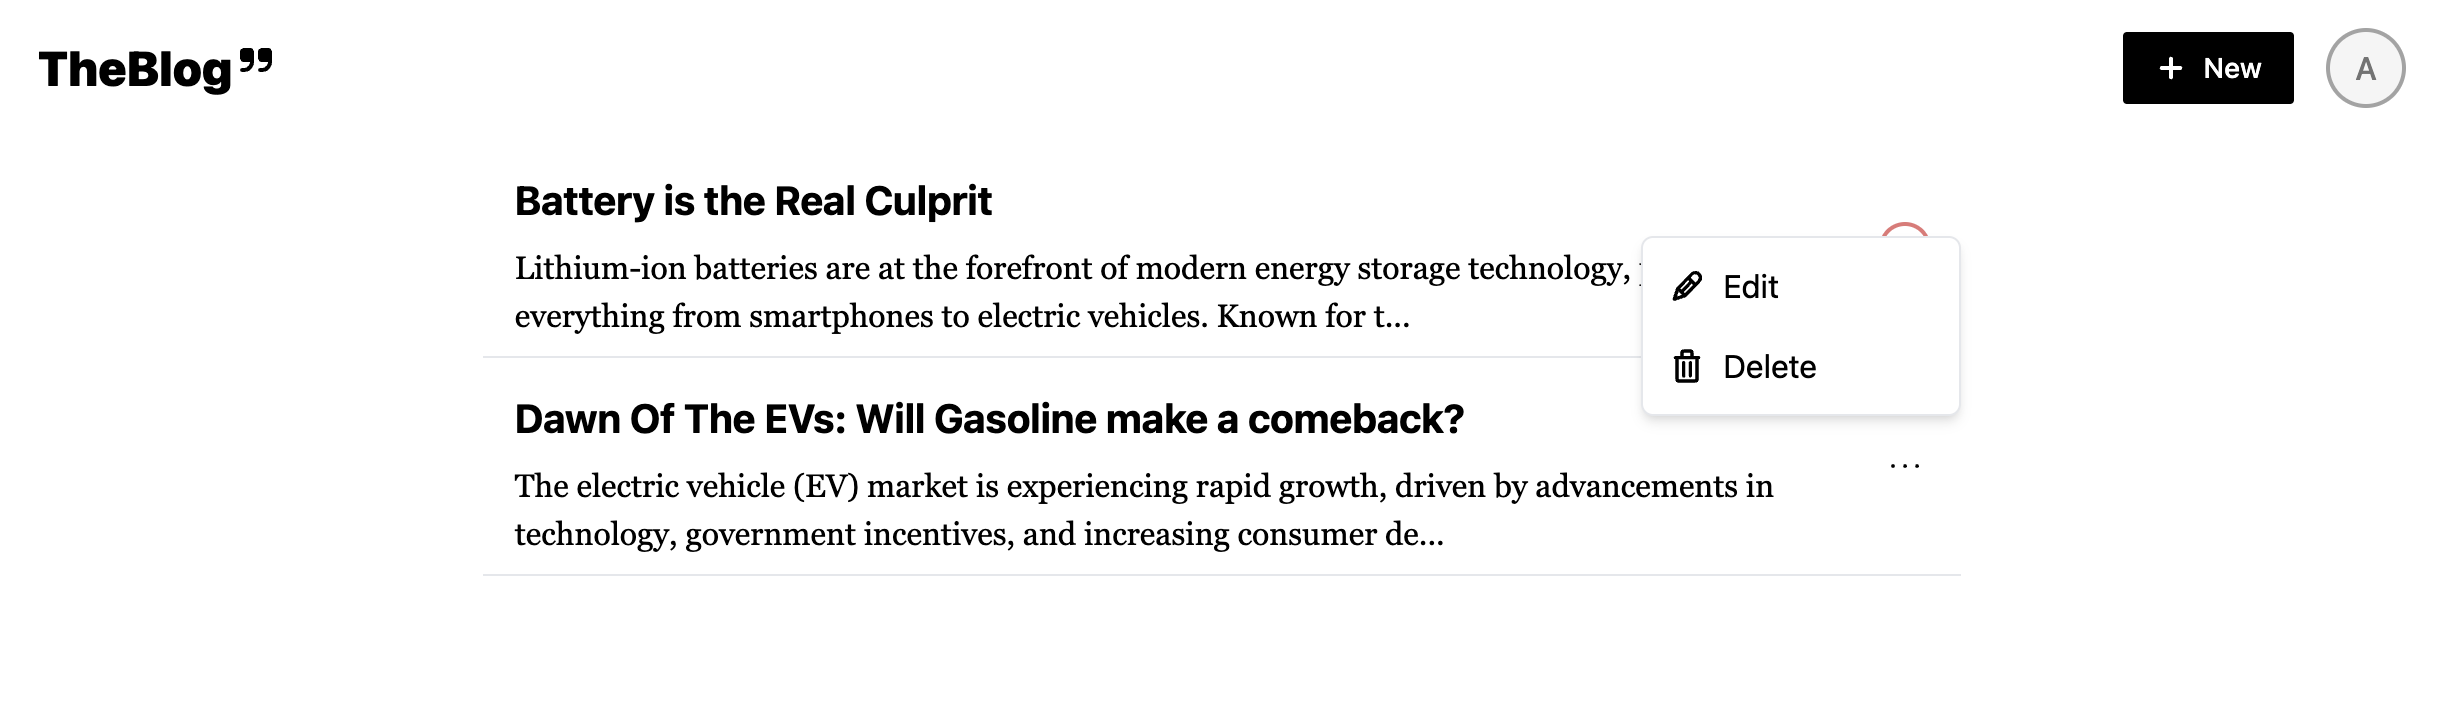 TheBlog
+ New
A
Battery is the Real Culprit
Lithium-ion batteries are at the forefront of modern energy storage technology,
everything from smartphones to electric vehicles. Known for t...
Edit
Delete
Dawn Of The EVs: Will Gasoline make a comeback?
...
The electric vehicle (EV) market is experiencing rapid growth, driven by advancements in
technology, government incentives, and increasing consumer de...